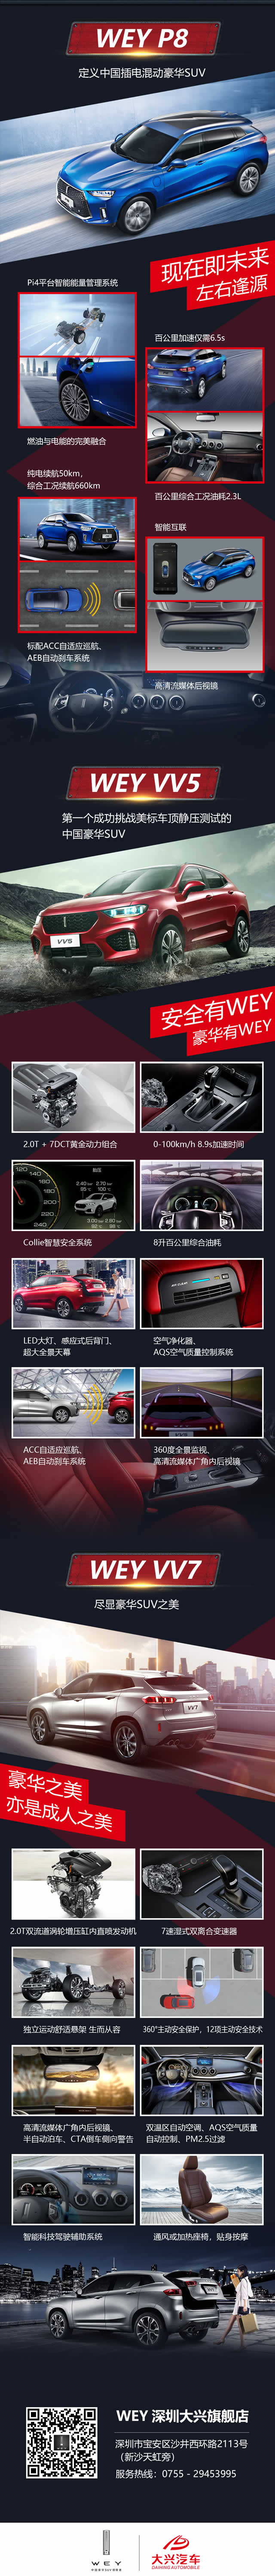 WEY P8
定义中国插电混动豪华SUV
现在即未来
左右逢源
Pi4平台智能能量管理系统
百公里加速仅需6.5s
燃油与电能的完美融合
纯电续航50km，
综合工况续航660km
百公里综合工况油耗2.3L
智能互联
标配ACC自适应巡航、
AEB自动刹车系统
高清流媒体后视镜
WEY VV5
第一个成功挑战美标车顶静压测试的
中国豪华SUV
VV5
安全有WEY
豪华有WEY
2.0T + 7DCT黄金动力组合
0-100km/h 8.9s加速时间
Collie智慧安全系统
8升百公里综合油耗
LED大灯、感应式后背门、
超大全景天幕
空气净化器、
AQS空气质量控制系统
ACC自适应巡航、
AEB自动刹车系统
360度全景监视、
高清流媒体广角内后视镜
WEY VV7
尽显豪华SUV之美
VV7
豪华之美
亦是成人之美
2.0T双流道涡轮增压缸内直喷发动机
7速湿式双离合变速器
独立运动舒适悬架 生而从容
360°主动安全保护，12项主动安全技术
高清流媒体广角内后视镜、
半自动泊车、CTA倒车侧向警告
双温区自动空调、AQS空气质量
自动控制、PM2.5过滤
智能科技驾驶辅助系统
通风或加热座椅，贴身按摩
WEY 深圳大兴旗舰店
深圳市宝安区沙井西环路2113号
（新沙天虹旁）
服务热线：0755 - 29453995
WEY
大兴汽车
DAHING AUTOMOBILE